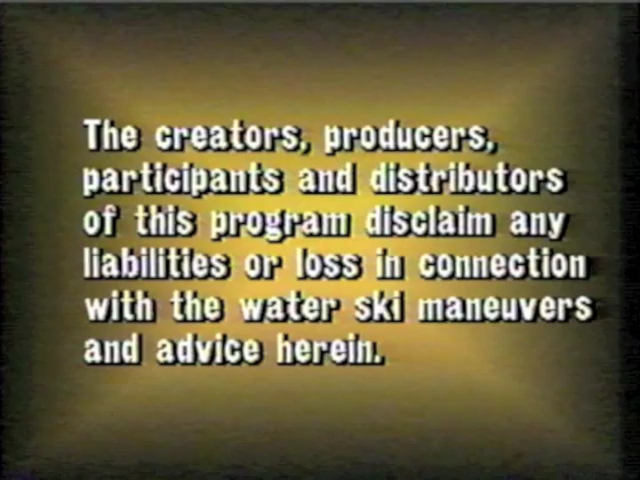 The creators, producers,
participants and distributors
of this program disclaim any
liabilities or loss in connection
with the water ski maneuvers
and advice herein.